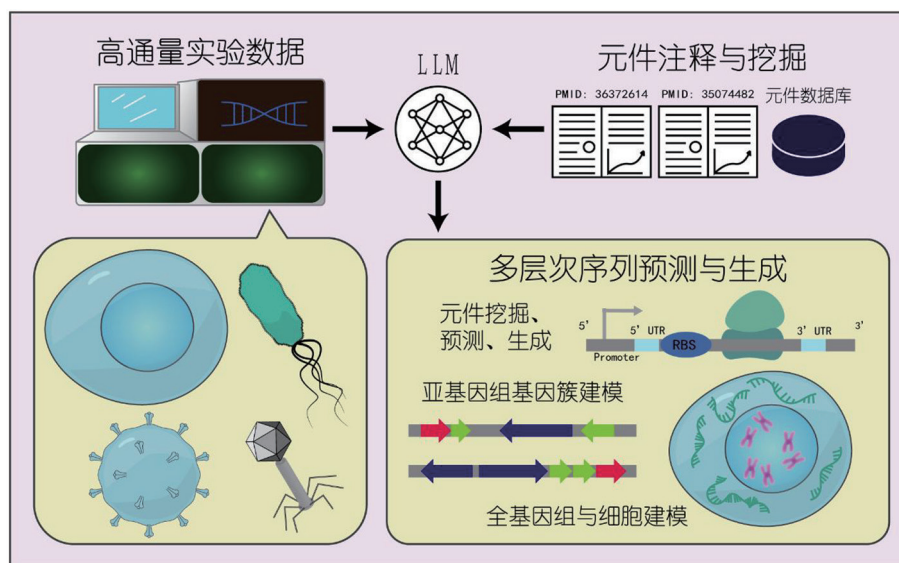 高通量实验数据
LLM
元件注释与挖掘
PMID: 36372614
PMID: 35074482
元件数据库
多层次序列预测与生成
元件挖掘、
预测、生成
5'
5' UTR
3' UTR
3'
RBS
Promoter
亚基因组基因簇建模
全基因组与细胞建模